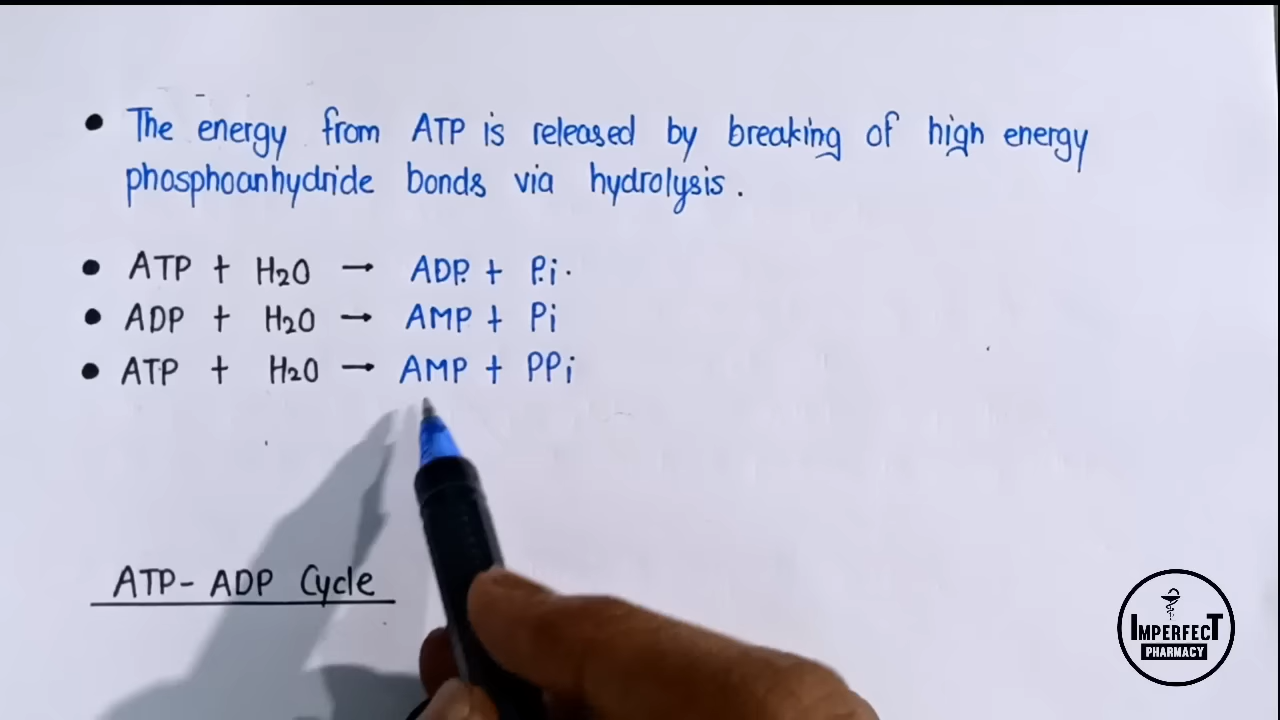 • The energy from ATP is released by breaking of high energy
phosphoanhydride bonds via hydrolysis.
• ATP + H₂O → ADP + Pi.
• ADP + H₂O → AMP + Pi
• ATP + H₂O → AMP + PPi
ATP- ADP Cycle
IMPERFECT
PHARMACY